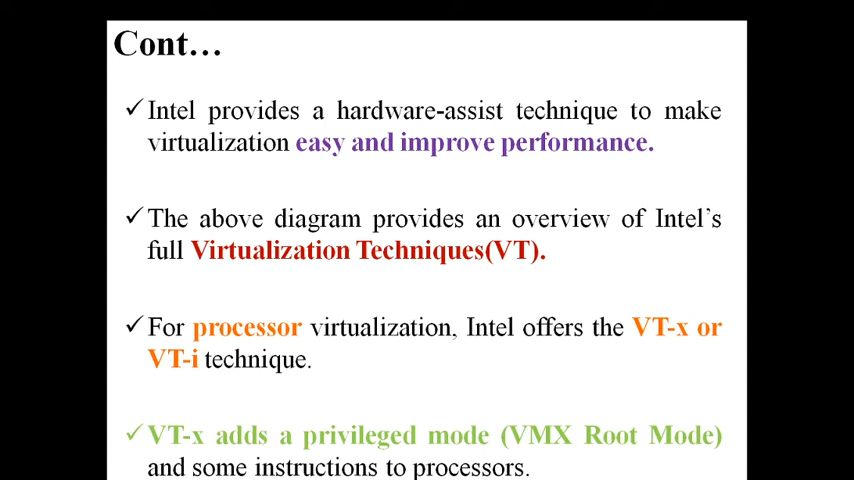 Cont…
✓Intel provides a hardware-assist technique to make
virtualization easy and improve performance.
✓The above diagram provides an overview of Intel's
full Virtualization Techniques(VT).
✓For processor virtualization, Intel offers the VT-x or
VT-i technique.
✓VT-x adds a privileged mode (VMX Root Mode)
and some instructions to processors.